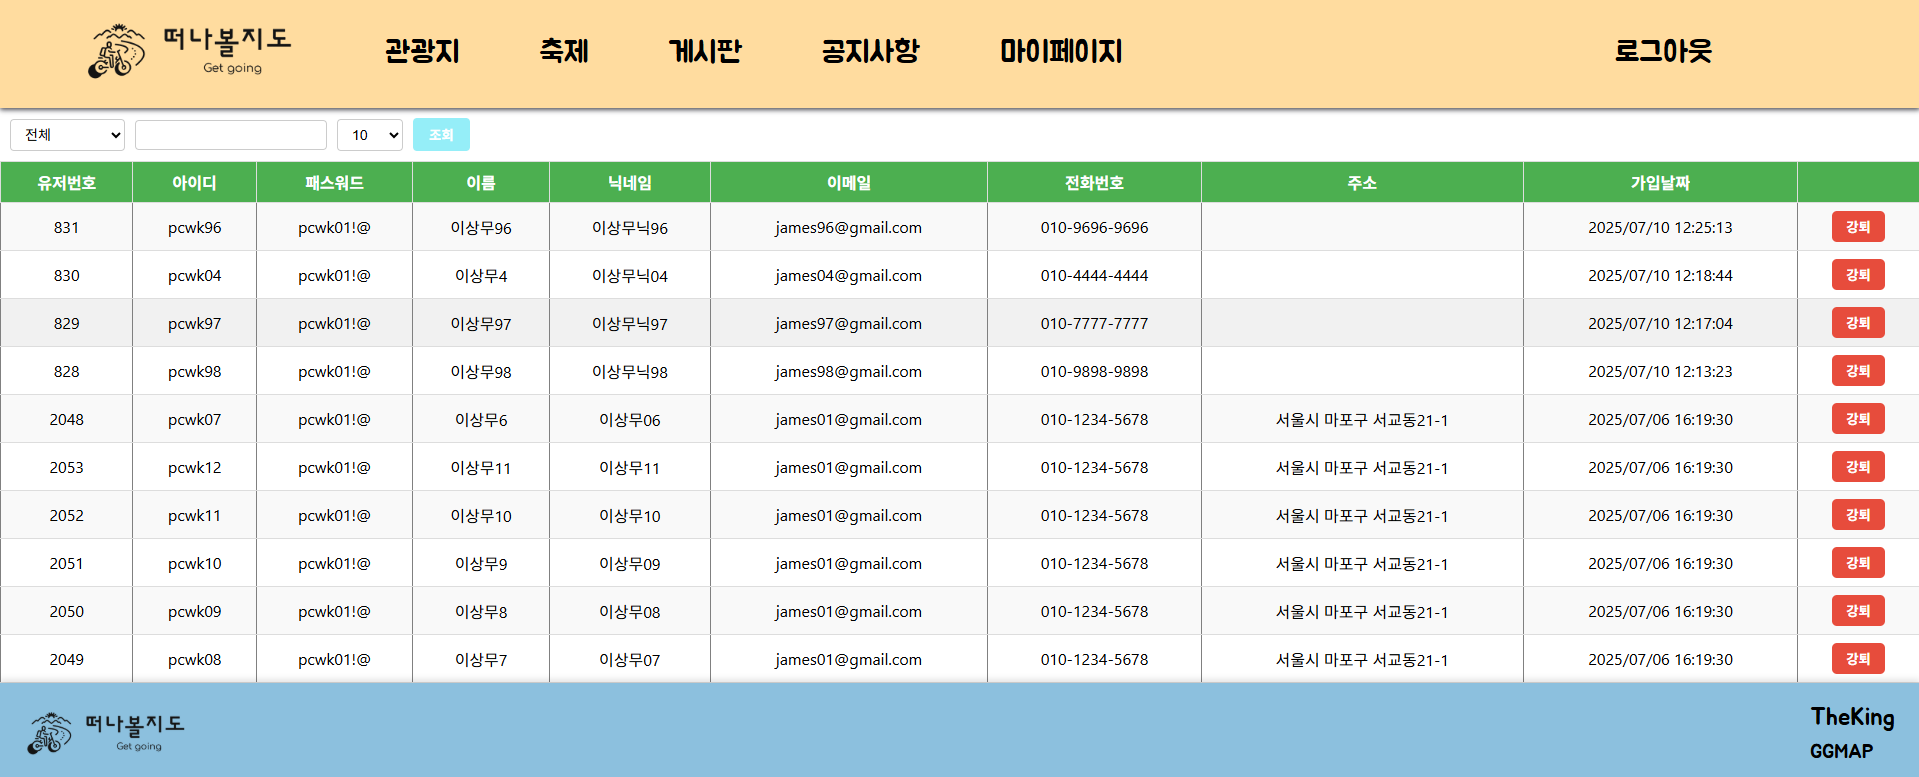 떠나볼지도
Get going
관광지 축제 게시판 공지사항 마이페이지 로그아웃
전체 10 조회
유저번호 아이디 패스워드 이름 닉네임 이메일 전화번호 주소 가입날짜
831 pcwk96 pcwk01!@ 이상무96 이상무닉96 james96@gmail.com 010-9696-9696 2025/07/10 12:25:13 강퇴
830 pcwk04 pcwk01!@ 이상무4 이상무닉04 james04@gmail.com 010-4444-4444 2025/07/10 12:18:44 강퇴
829 pcwk97 pcwk01!@ 이상무97 이상무닉97 james97@gmail.com 010-7777-7777 2025/07/10 12:17:04 강퇴
828 pcwk98 pcwk01!@ 이상무98 이상무닉98 james98@gmail.com 010-9898-9898 2025/07/10 12:13:23 강퇴
2048 pcwk07 pcwk01!@ 이상무6 이상무06 james01@gmail.com 010-1234-5678 서울시 마포구 서교동21-1 2025/07/06 16:19:30 강퇴
2053 pcwk12 pcwk01!@ 이상무11 이상무11 james01@gmail.com 010-1234-5678 서울시 마포구 서교동21-1 2025/07/06 16:19:30 강퇴
2052 pcwk11 pcwk01!@ 이상무10 이상무10 james01@gmail.com 010-1234-5678 서울시 마포구 서교동21-1 2025/07/06 16:19:30 강퇴
2051 pcwk10 pcwk01!@ 이상무9 이상무09 james01@gmail.com 010-1234-5678 서울시 마포구 서교동21-1 2025/07/06 16:19:30 강퇴
2050 pcwk09 pcwk01!@ 이상무8 이상무08 james01@gmail.com 010-1234-5678 서울시 마포구 서교동21-1 2025/07/06 16:19:30 강퇴
2049 pcwk08 pcwk01!@ 이상무7 이상무07 james01@gmail.com 010-1234-5678 서울시 마포구 서교동21-1 2025/07/06 16:19:30 강퇴
떠나볼지도
Get going
TheKing
GGMAP